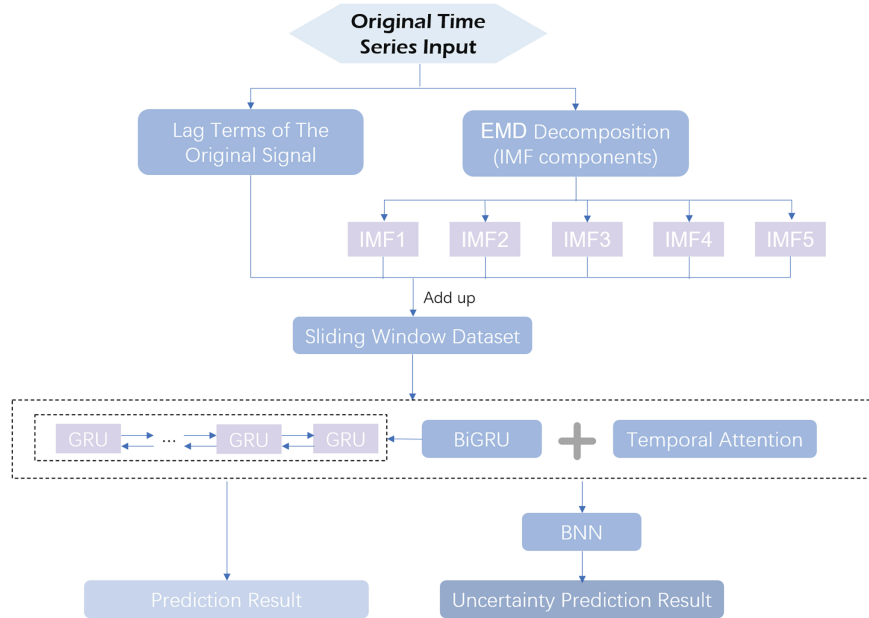 Original Time
Series Input
Lag Terms of The
Original Signal
EMD Decomposition
(IMF components)
IMF1
IMF2
IMF3
IMF4
IMF5
Add up
Sliding Window Dataset
GRU
...
GRU
GRU
BiGRU
Temporal Attention
BNN
Prediction Result
Uncertainty Prediction Result